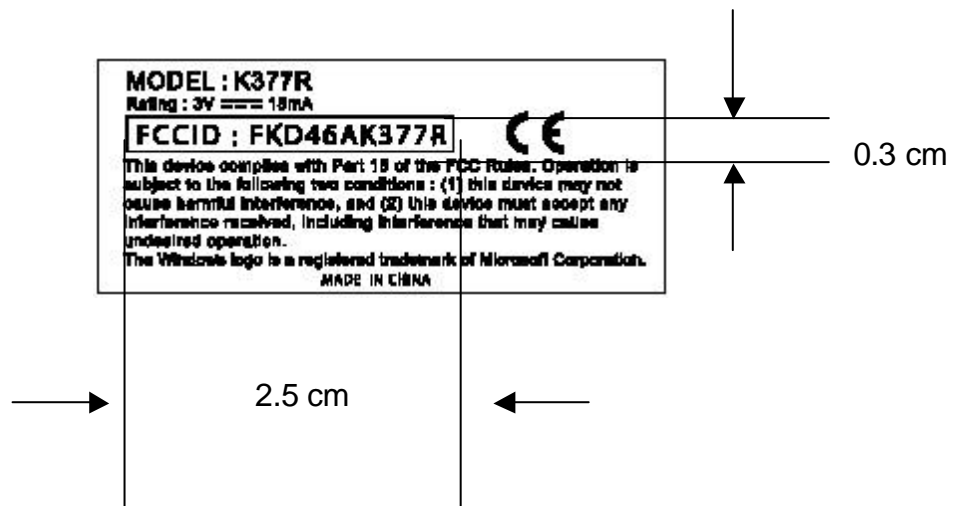 MODEL : K377R
Rating : 3V 15mA
FCCID : FKD46AK377R
CE
0.3 cm
This device complies with Part 15 of the FCC Rules. Operation is
subject to the following two conditions : (1) this device may not
cause harmful interference, and (2) this device must accept any
interference received, including interference that may cause
undesired operation.
The Windows logo is a registered trademark of Microsoft Corporation.
MADE IN CHINA
2.5 cm